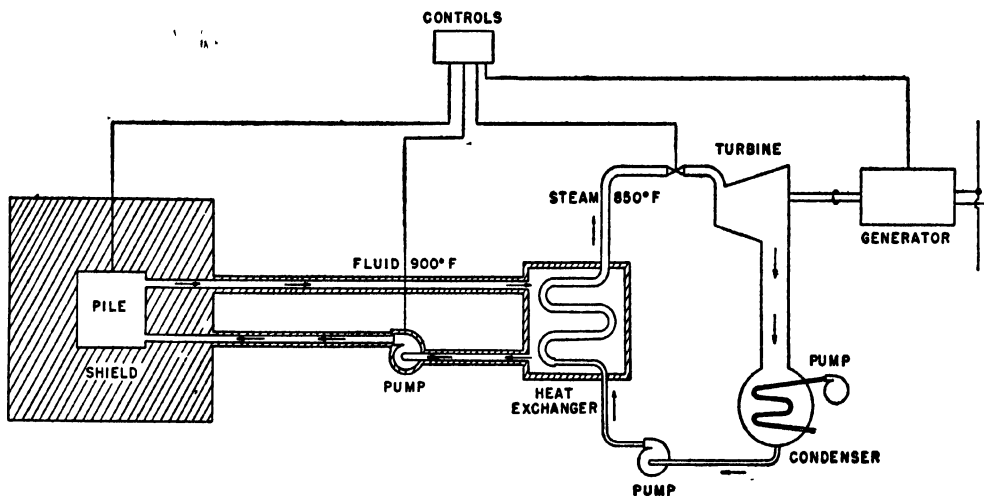 CONTROLS
TURBINE
STEAM 850°F
GENERATOR
FLUID 900°F
PILE
SHIELD
PUMP
HEAT
EXCHANGER
PUMP
CONDENSER
PUMP